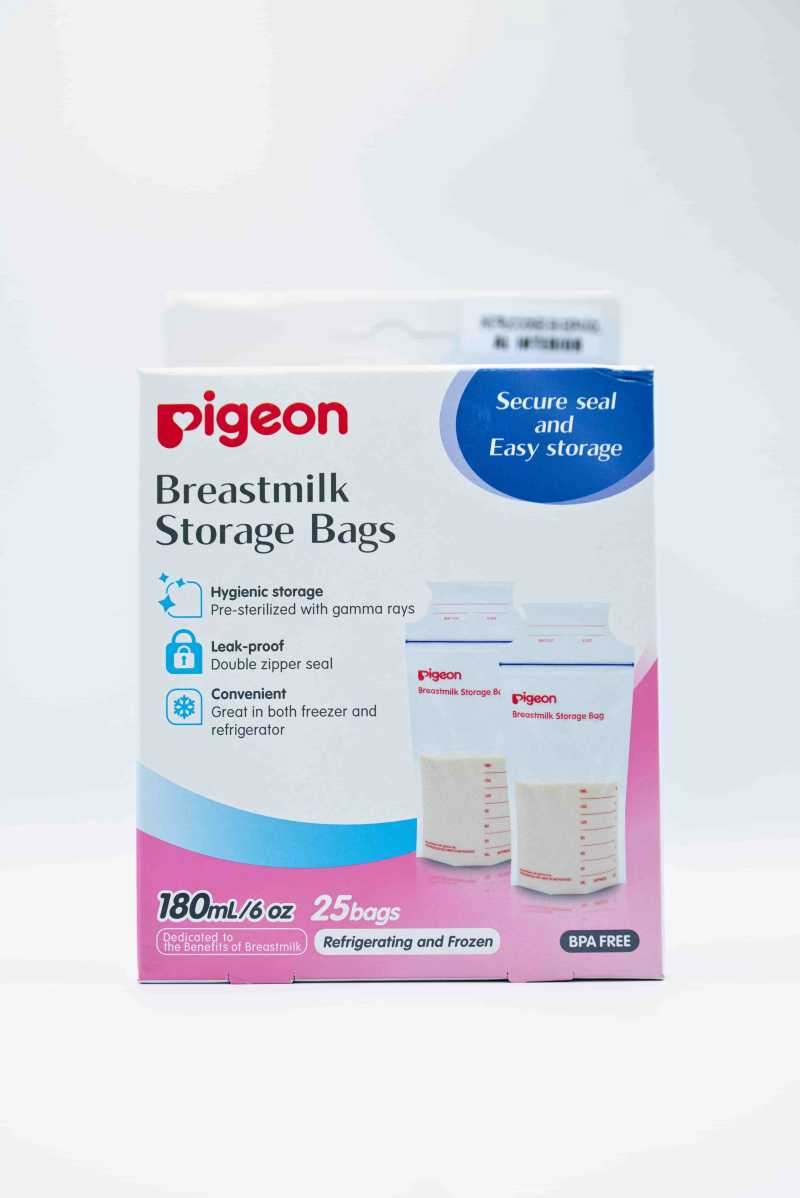 pigeon
Secure seal
and
Easy storage
Breastmilk
Storage Bags
Hygienic storage
Pre-sterilized with gamma rays
Leak-proof
Double zipper seal
Convenient
Great in both freezer and
refrigerator
pigeon
Breastmilk Storage
pigeon
Breastmilk Storage Bag
180mL/6 oz 25bags
Dedicated to
the Benefits of Breastmilk
Refrigerating and Frozen
BPA FREE